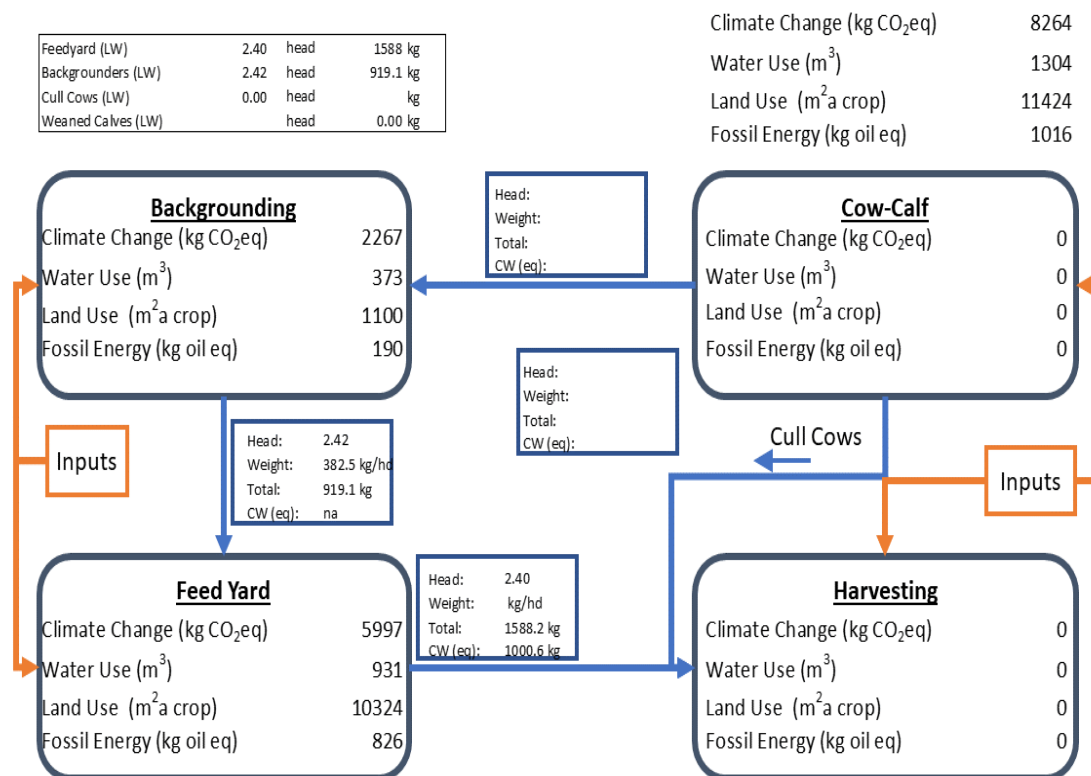 Climate Change (kg CO₂eq) 8264
Water Use (m³) 1304
Land Use (m²a crop) 11424
Fossil Energy (kg oil eq) 1016
Feedyard (LW) 2.40 head 1588 kg
Backgrounders (LW) 2.42 head 919.1 kg
Cull Cows (LW) 0.00 head kg
Weaned Calves (LW) head 0.00 kg
Backgrounding
Climate Change (kg CO₂eq) 2267
Water Use (m³) 373
Land Use (m²a crop) 1100
Fossil Energy (kg oil eq) 190
Head:
Weight:
Total:
CW (eq):
Cow-Calf
Climate Change (kg CO₂eq) 0
Water Use (m³) 0
Land Use (m²a crop) 0
Fossil Energy (kg oil eq) 0
Head:
Weight:
Total:
CW (eq):
Inputs
Head: 2.42
Weight: 382.5 kg/hd
Total: 919.1 kg
CW (eq): na
Cull Cows
Inputs
Feed Yard
Climate Change (kg CO₂eq) 5997
Water Use (m³) 931
Land Use (m²a crop) 10324
Fossil Energy (kg oil eq) 826
Head: 2.40
Weight: kg/hd
Total: 1588.2 kg
CW (eq): 1000.6 kg
Harvesting
Climate Change (kg CO₂eq) 0
Water Use (m³) 0
Land Use (m²a crop) 0
Fossil Energy (kg oil eq) 0